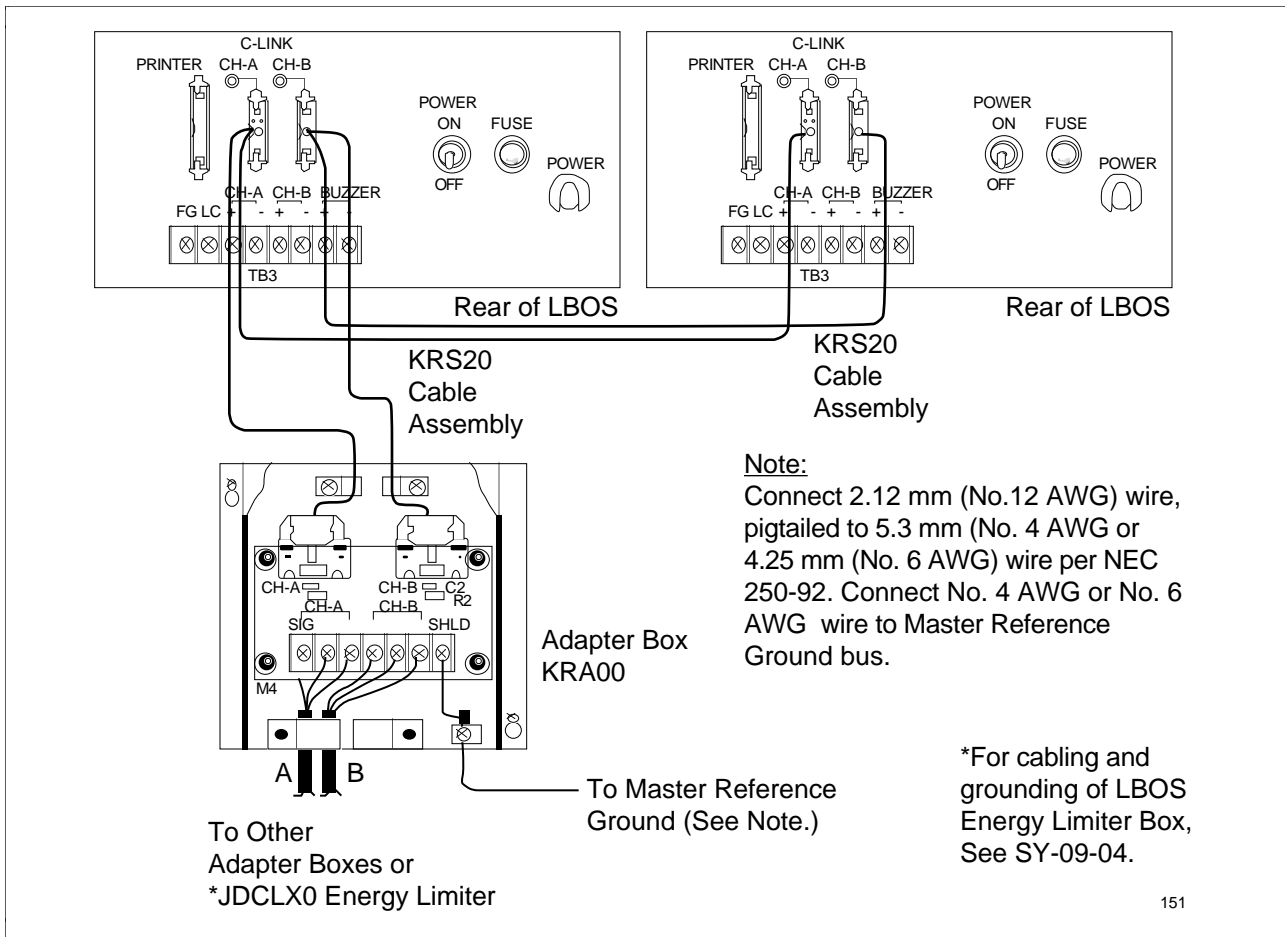 C-LINK
PRINTER CH-A CH-B
POWER
ON FUSE
OFF
POWER
CH-A CH-B BUZZER
FG LC + - + - + -
TB3
Rear of LBOS
C-LINK
PRINTER CH-A CH-B
POWER
ON FUSE
OFF
POWER
CH-A CH-B BUZZER
FG LC + - + - + -
TB3
Rear of LBOS
KRS20
Cable
Assembly
KRS20
Cable
Assembly
CH-A CH-B C2
R2
CH-A CH-B
SIG SHLD
M4
Adapter Box
KRA00
A B
To Other
Adapter Boxes or
*JDCLX0 Energy Limiter
To Master Reference
Ground (See Note.)
Note:
Connect 2.12 mm (No.12 AWG) wire,
pigtailed to 5.3 mm (No. 4 AWG or
4.25 mm (No. 6 AWG) wire per NEC
250-92. Connect No. 4 AWG or No. 6
AWG wire to Master Reference
Ground bus.
*For cabling and
grounding of LBOS
Energy Limiter Box,
See SY-09-04.
151